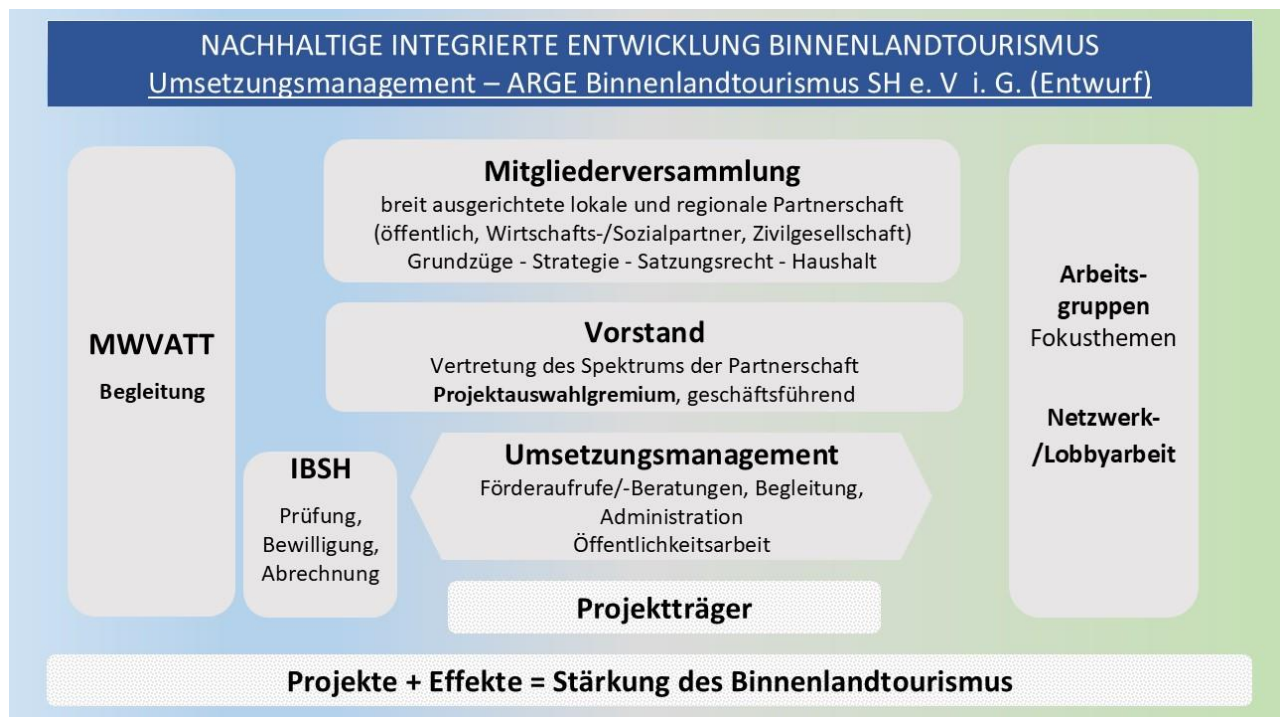 NACHHALTIGE INTEGRIERTE ENTWICKLUNG BINNENLANDTOURISMUS
Umsetzungsmanagement – ARGE Binnenlandtourismus SH e. V  i. G. (Entwurf)
MWVATT
Begleitung
Mitgliederversammlung
breit ausgerichtete lokale und regionale Partnerschaft
(öffentlich, Wirtschafts-/Sozialpartner, Zivilgesellschaft)
Grundzüge - Strategie - Satzungsrecht - Haushalt
Vorstand
Vertretung des Spektrums der Partnerschaft
Projektauswahlgremium, geschäftsführend
IBSH
Prüfung,
Bewilligung,
Abrechnung
Umsetzungsmanagement
Förderaufrufe/-Beratungen, Begleitung,
Administration
Öffentlichkeitsarbeit
Projektträger
Arbeits-
gruppen
Fokusthemen
Netzwerk-
/Lobbyarbeit
Projekte + Effekte = Stärkung des Binnenlandtourismus